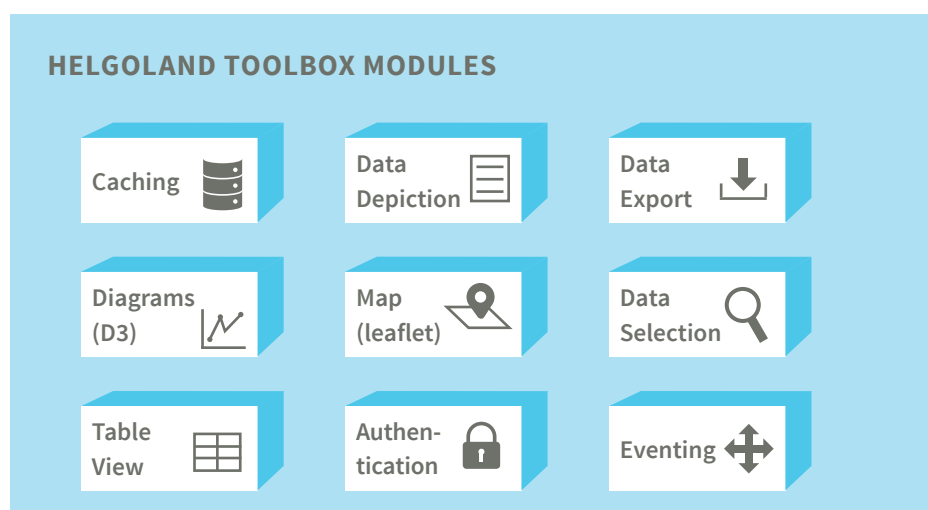 HELGOLAND TOOLBOX MODULES
Caching
Data
Depiction
Data
Export
Diagrams
(D3)
Map
(leaflet)
Data
Selection
Table
View
Authen-
tication
Eventing